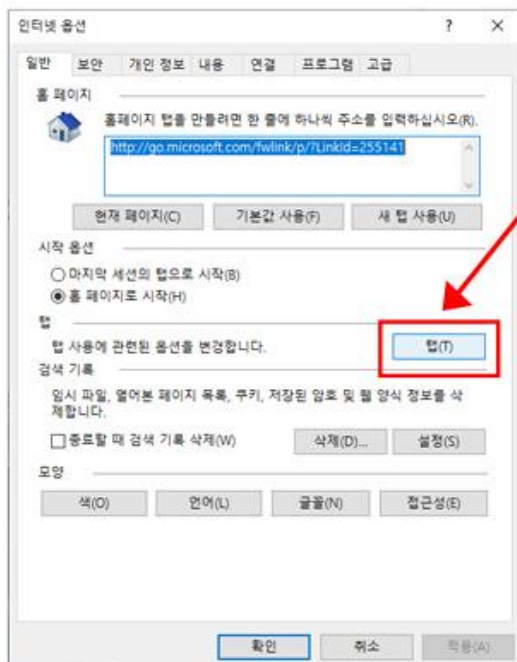 인터넷 옵션 ? ×
일반 보안 개인 정보 내용 연결 프로그램 고급
홈 페이지
홈페이지 탭을 만들려면 한 줄에 하나씩 주소를 입력하십시오(R).
http://go.microsoft.com/fwlink/p/?LinkId=255141
현재 페이지(C) 기본값 사용(F) 새 탭 사용(U)
시작 옵션
마지막 세션의 탭으로 시작(B)
홈 페이지로 시작(H)
탭
탭 사용에 관련된 옵션을 변경합니다. 탭(T)
검색 기록
임시 파일, 열어본 페이지 목록, 쿠키, 저장된 암호 및 웹 양식 정보를 삭
제합니다.
종료할 때 검색 기록 삭제(W) 삭제(D)... 설정(S)
모양
색(O) 언어(L) 글꼴(N) 접근성(E)
확인 취소 적용(A)